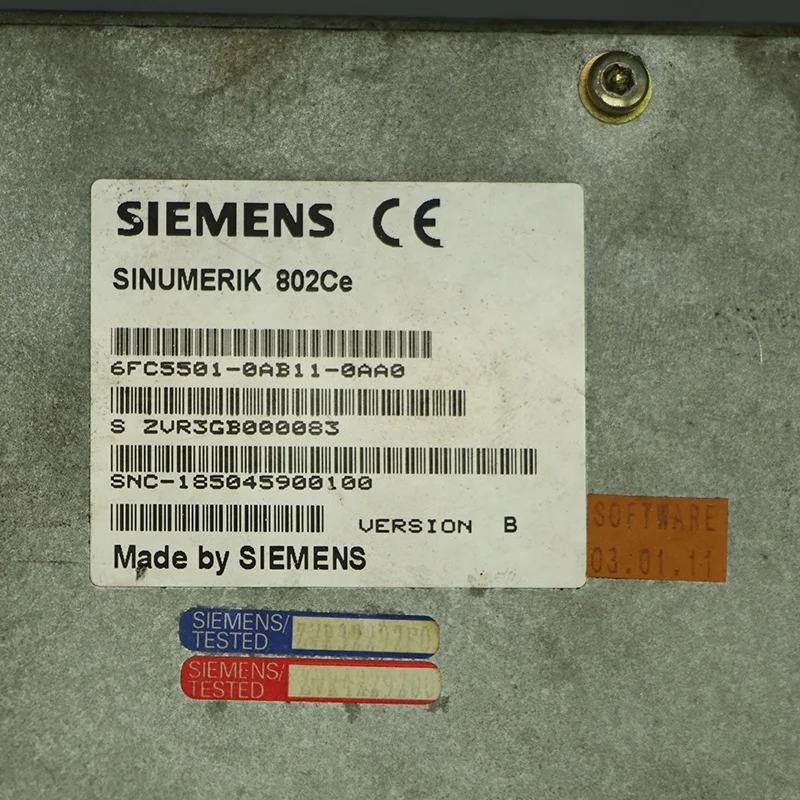 SIEMENS CE
SINUMERIK 802Ce
6FC5501-0AB11-0AA0
S ZVR3GB000083
SNC-185045900100
VERSION B
Made by SIEMENS
SOFTWARE
03.01.11
SIEMENS/
TESTED
SIEMENS/
TESTED